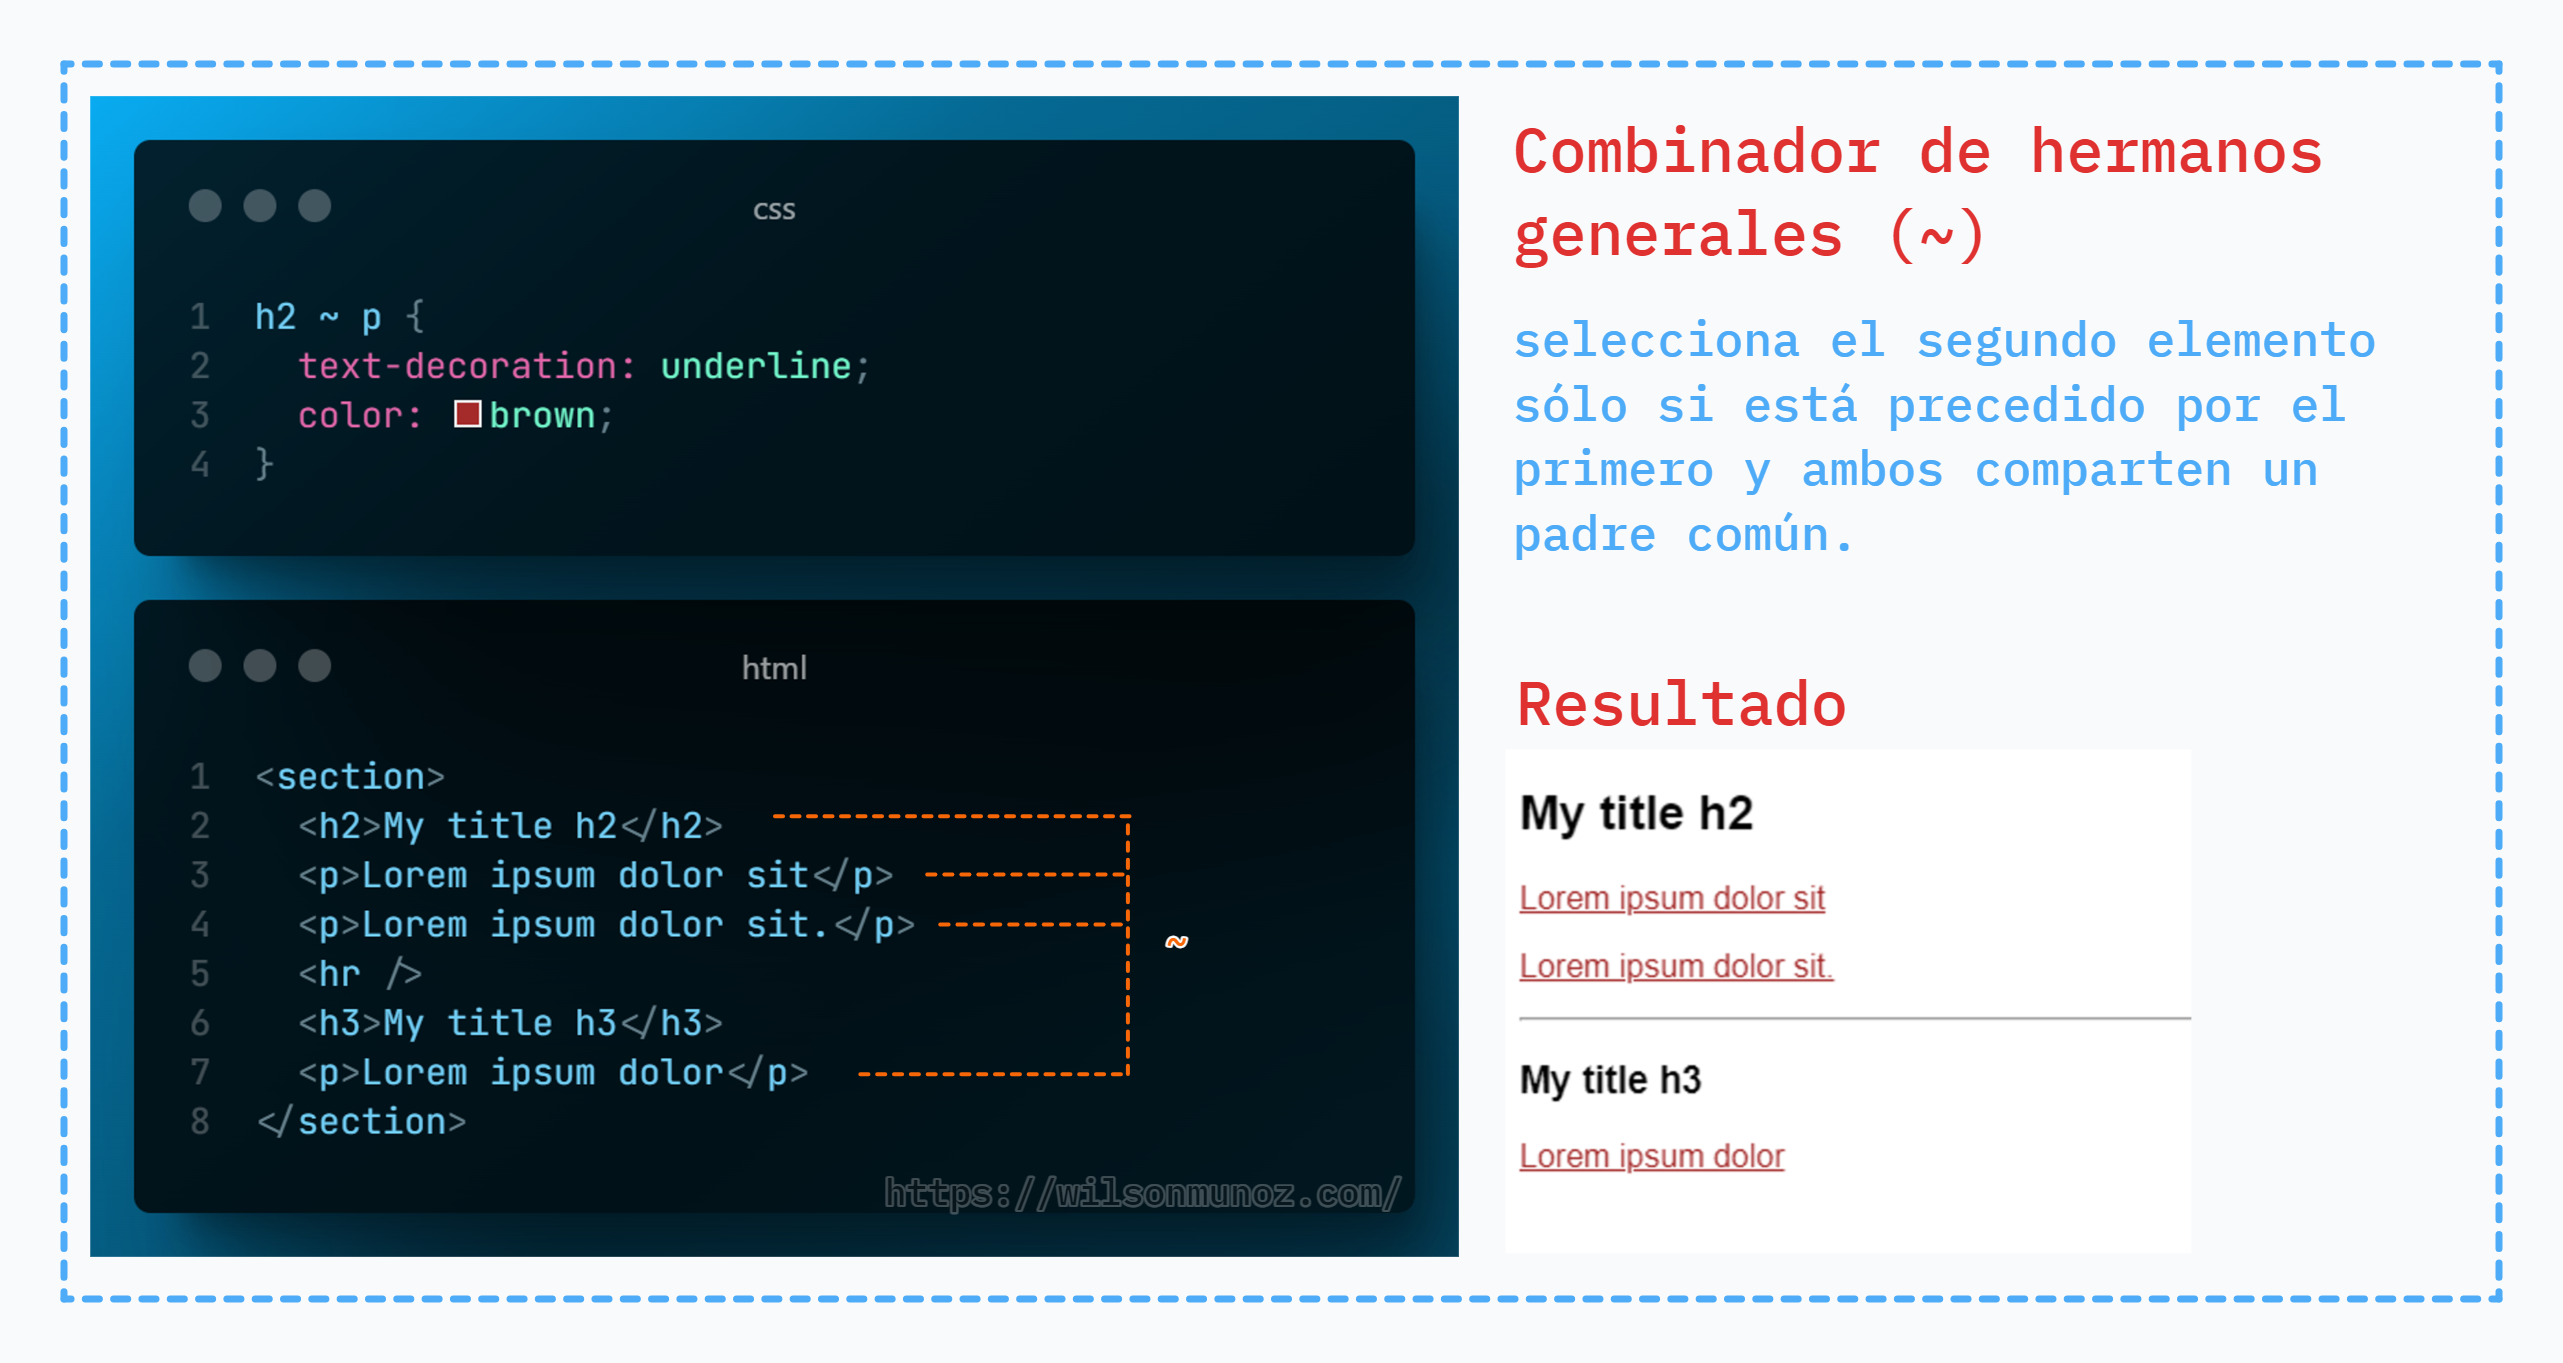 css
1 h2 ~ p {
2   text-decoration: underline;
3   color: brown;
4 }
html
1 <section>
2   <h2>My title h2</h2>
3   <p>Lorem ipsum dolor sit</p>
4   <p>Lorem ipsum dolor sit.</p>
5   <hr />
6   <h3>My title h3</h3>
7   <p>Lorem ipsum dolor</p>
8 </section>
~
https://wilsonmunoz.com/
Combinador de hermanos
generales (~)
selecciona el segundo elemento
sólo si está precedido por el
primero y ambos comparten un
padre común.
Resultado
My title h2
Lorem ipsum dolor sit
Lorem ipsum dolor sit.
My title h3
Lorem ipsum dolor